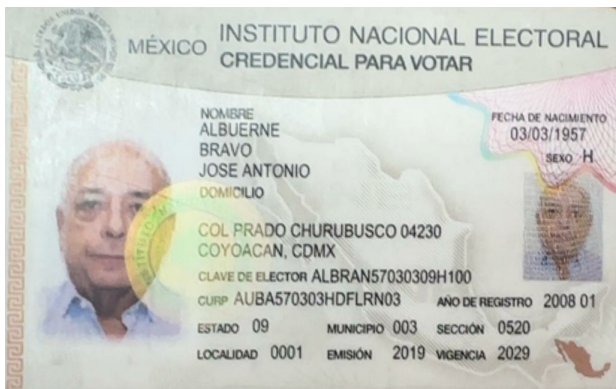 MÉXICO INSTITUTO NACIONAL ELECTORAL
CREDENCIAL PARA VOTAR
NOMBRE
ALBUERNE
BRAVO
JOSE ANTONIO
FECHA DE NACIMIENTO
03/03/1957
SEXO H
DOMICILIO
COL PRADO CHURUBUSCO 04230
COYOACAN, CDMX
CLAVE DE ELECTOR ALBRAN57030309H100
CURP AUBA570303HDFLRN03 AÑO DE REGISTRO 2008 01
ESTADO 09 MUNICIPIO 003 SECCIÓN 0520
LOCALIDAD 0001 EMISIÓN 2019 VIGENCIA 2029